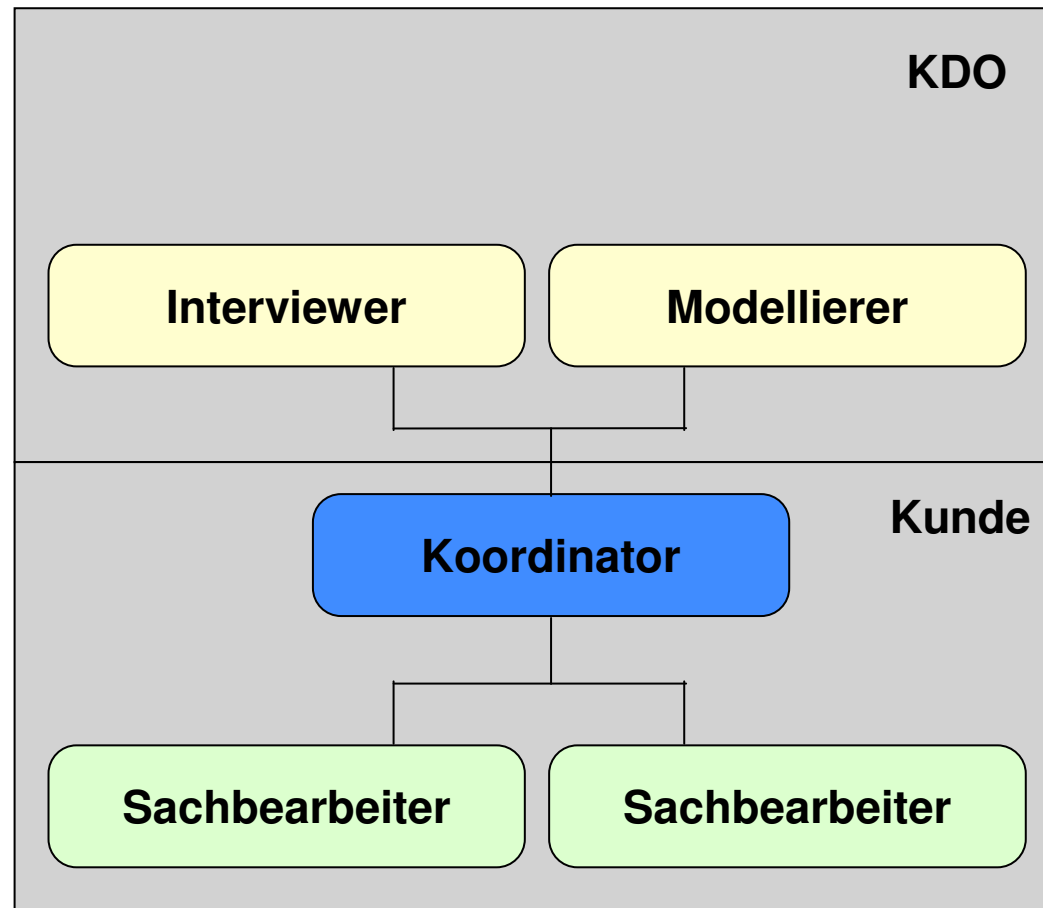 KDO
Interviewer
Modellierer
Kunde
Koordinator
Sachbearbeiter
Sachbearbeiter